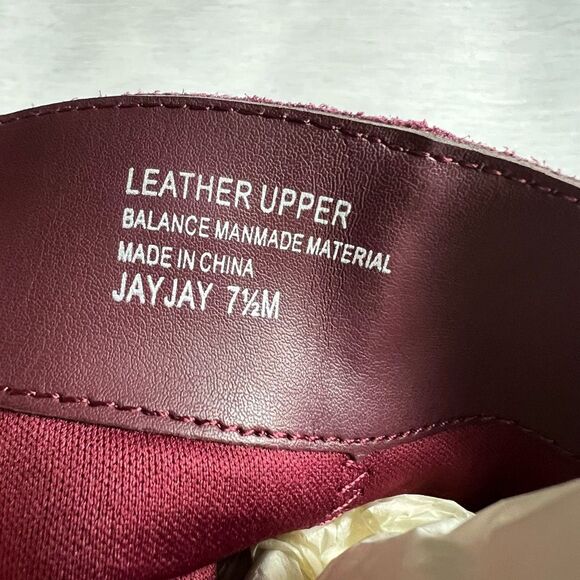 LEATHER UPPER
BALANCE MANMADE MATERIAL
MADE IN CHINA
JAYJAY 7½M